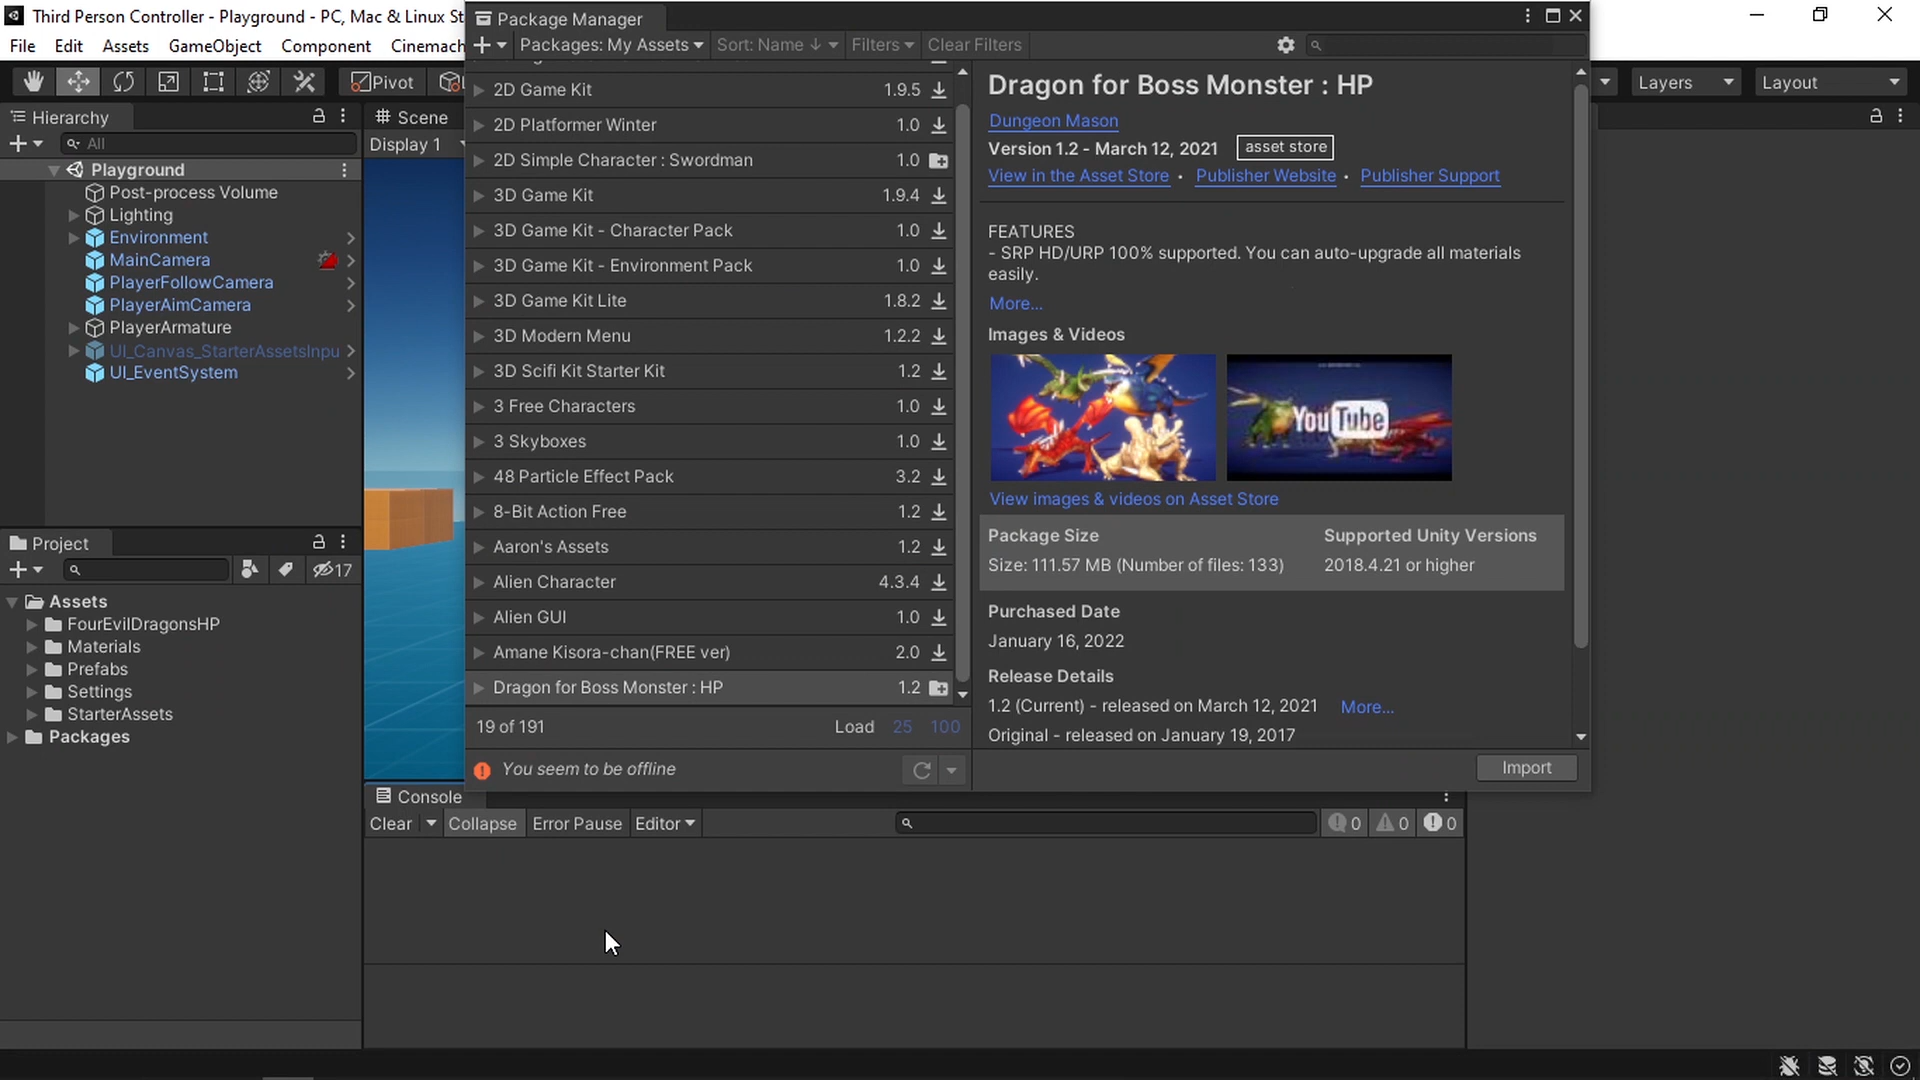 Third Person Controller - Playground - PC, Mac & Linux St
File Edit Assets GameObject Component Cinemach
Pivot
Layers
Layout
Hierarchy
All
Playground
Post-process Volume
Lighting
Environment
MainCamera
PlayerFollowCamera
PlayerAimCamera
PlayerArmature
UI_Canvas_StarterAssetsInpu
UI_EventSystem
Project
17
Assets
FourEvilDragonsHP
Materials
Prefabs
Settings
StarterAssets
Packages
Scene
Display 1
Package Manager
Packages: My Assets Sort: Name ↓ Filters Clear Filters
2D Game Kit 1.9.5
2D Platformer Winter 1.0
2D Simple Character : Swordman 1.0
3D Game Kit 1.9.4
3D Game Kit - Character Pack 1.0
3D Game Kit - Environment Pack 1.0
3D Game Kit Lite 1.8.2
3D Modern Menu 1.2.2
3D Scifi Kit Starter Kit 1.2
3 Free Characters 1.0
3 Skyboxes 1.0
48 Particle Effect Pack 3.2
8-Bit Action Free 1.2
Aaron's Assets 1.2
Alien Character 4.3.4
Alien GUI 1.0
Amane Kisora-chan(FREE ver) 2.0
Dragon for Boss Monster : HP 1.2
19 of 191 Load 25 100
You seem to be offline
Dragon for Boss Monster : HP
Dungeon Mason
Version 1.2 - March 12, 2021 asset store
View in the Asset Store • Publisher Website • Publisher Support
FEATURES
- SRP HD/URP 100% supported. You can auto-upgrade all materials
easily.
More...
Images & Videos
YouTube
View images & videos on Asset Store
Package Size Supported Unity Versions
Size: 111.57 MB (Number of files: 133) 2018.4.21 or higher
Purchased Date
January 16, 2022
Release Details
1.2 (Current) - released on March 12, 2021 More...
Original - released on January 19, 2017
Import
Console
Clear Collapse Error Pause Editor
0 0 0